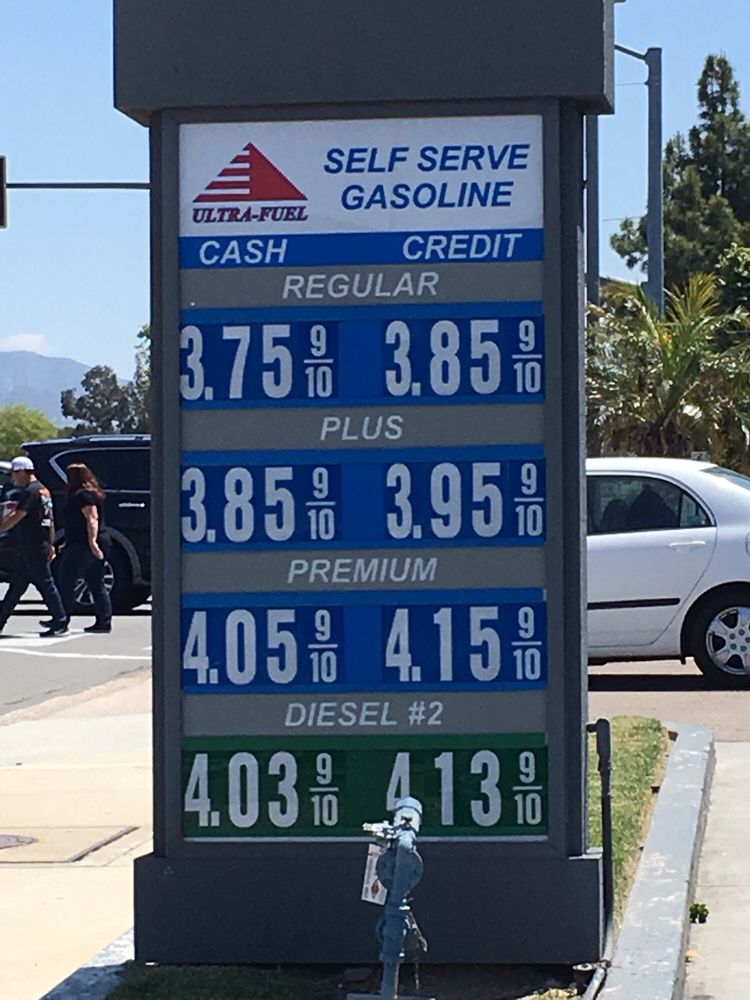 SELF SERVE
GASOLINE
ULTRA-FUEL
CASH CREDIT
REGULAR
3.75 9/10 3.85 9/10
PLUS
3.85 9/10 3.95 9/10
PREMIUM
4.05 9/10 4.15 9/10
DIESEL #2
4.03 9/10 4.13 9/10